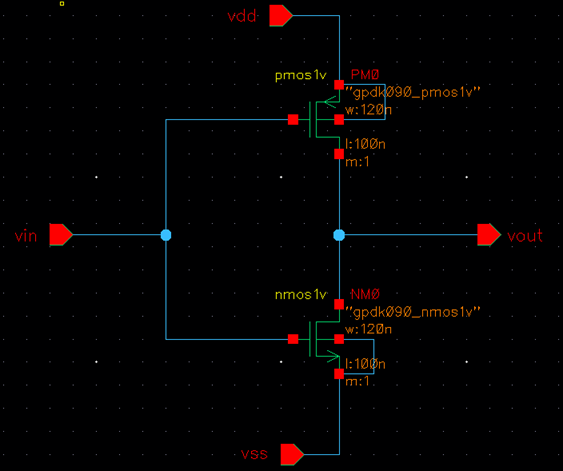 vdd
pmos1v PM0
"gpdk090_pmos1v"
w:120n
l:100n
m:1
vin
vout
nmos1v NM0
"gpdk090_nmos1v"
w:120n
l:100n
m:1
vss